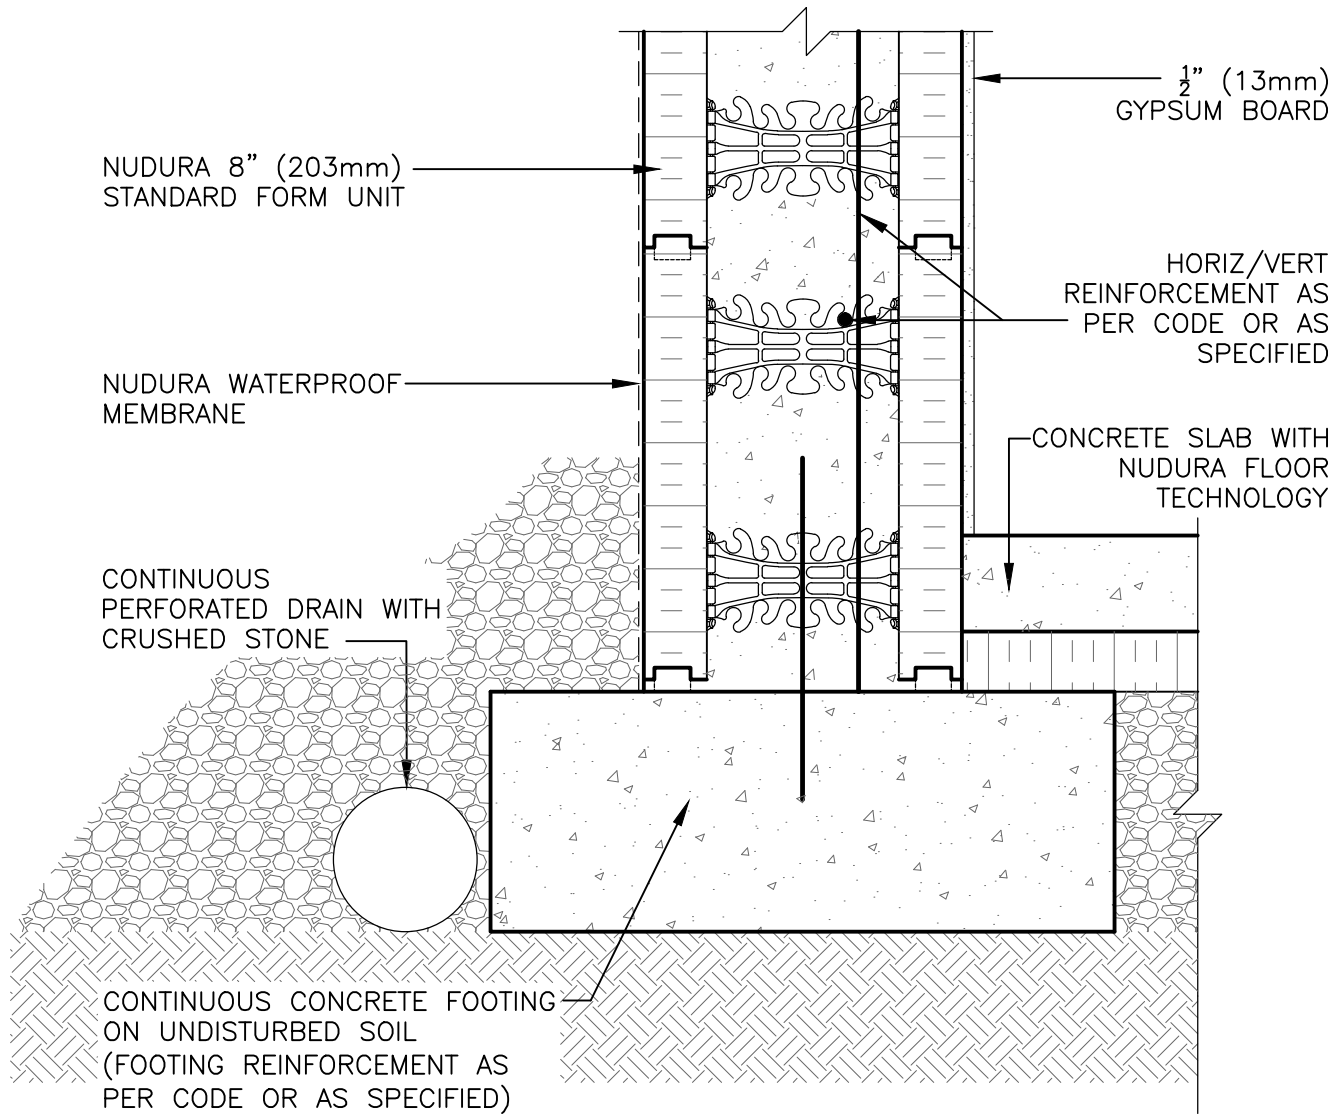 ½" (13mm)
GYPSUM BOARD
NUDURA 8" (203mm)
STANDARD FORM UNIT
HORIZ/VERT
REINFORCEMENT AS
PER CODE OR AS
SPECIFIED
NUDURA WATERPROOF
MEMBRANE
CONCRETE SLAB WITH
NUDURA FLOOR
TECHNOLOGY
CONTINUOUS
PERFORATED DRAIN WITH
CRUSHED STONE
CONTINUOUS CONCRETE FOOTING
ON UNDISTURBED SOIL
(FOOTING REINFORCEMENT AS
PER CODE OR AS SPECIFIED)